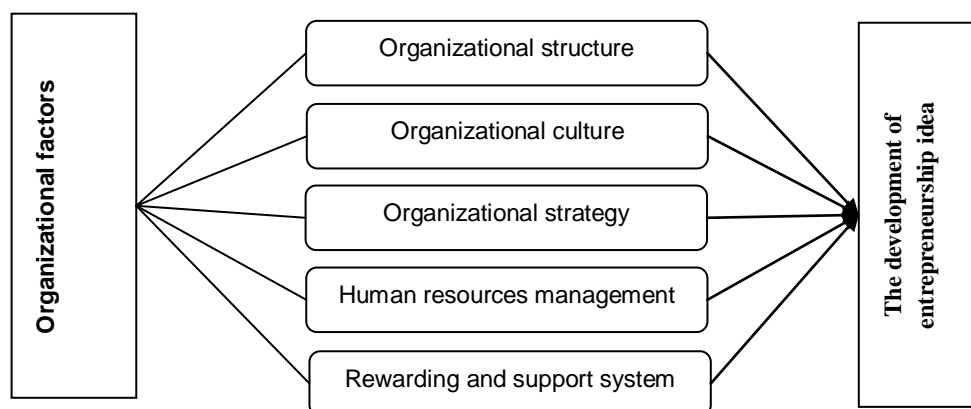 Organizational factors
Organizational structure
Organizational culture
Organizational strategy
Human resources management
Rewarding and support system
The development of
entrepreneurship idea